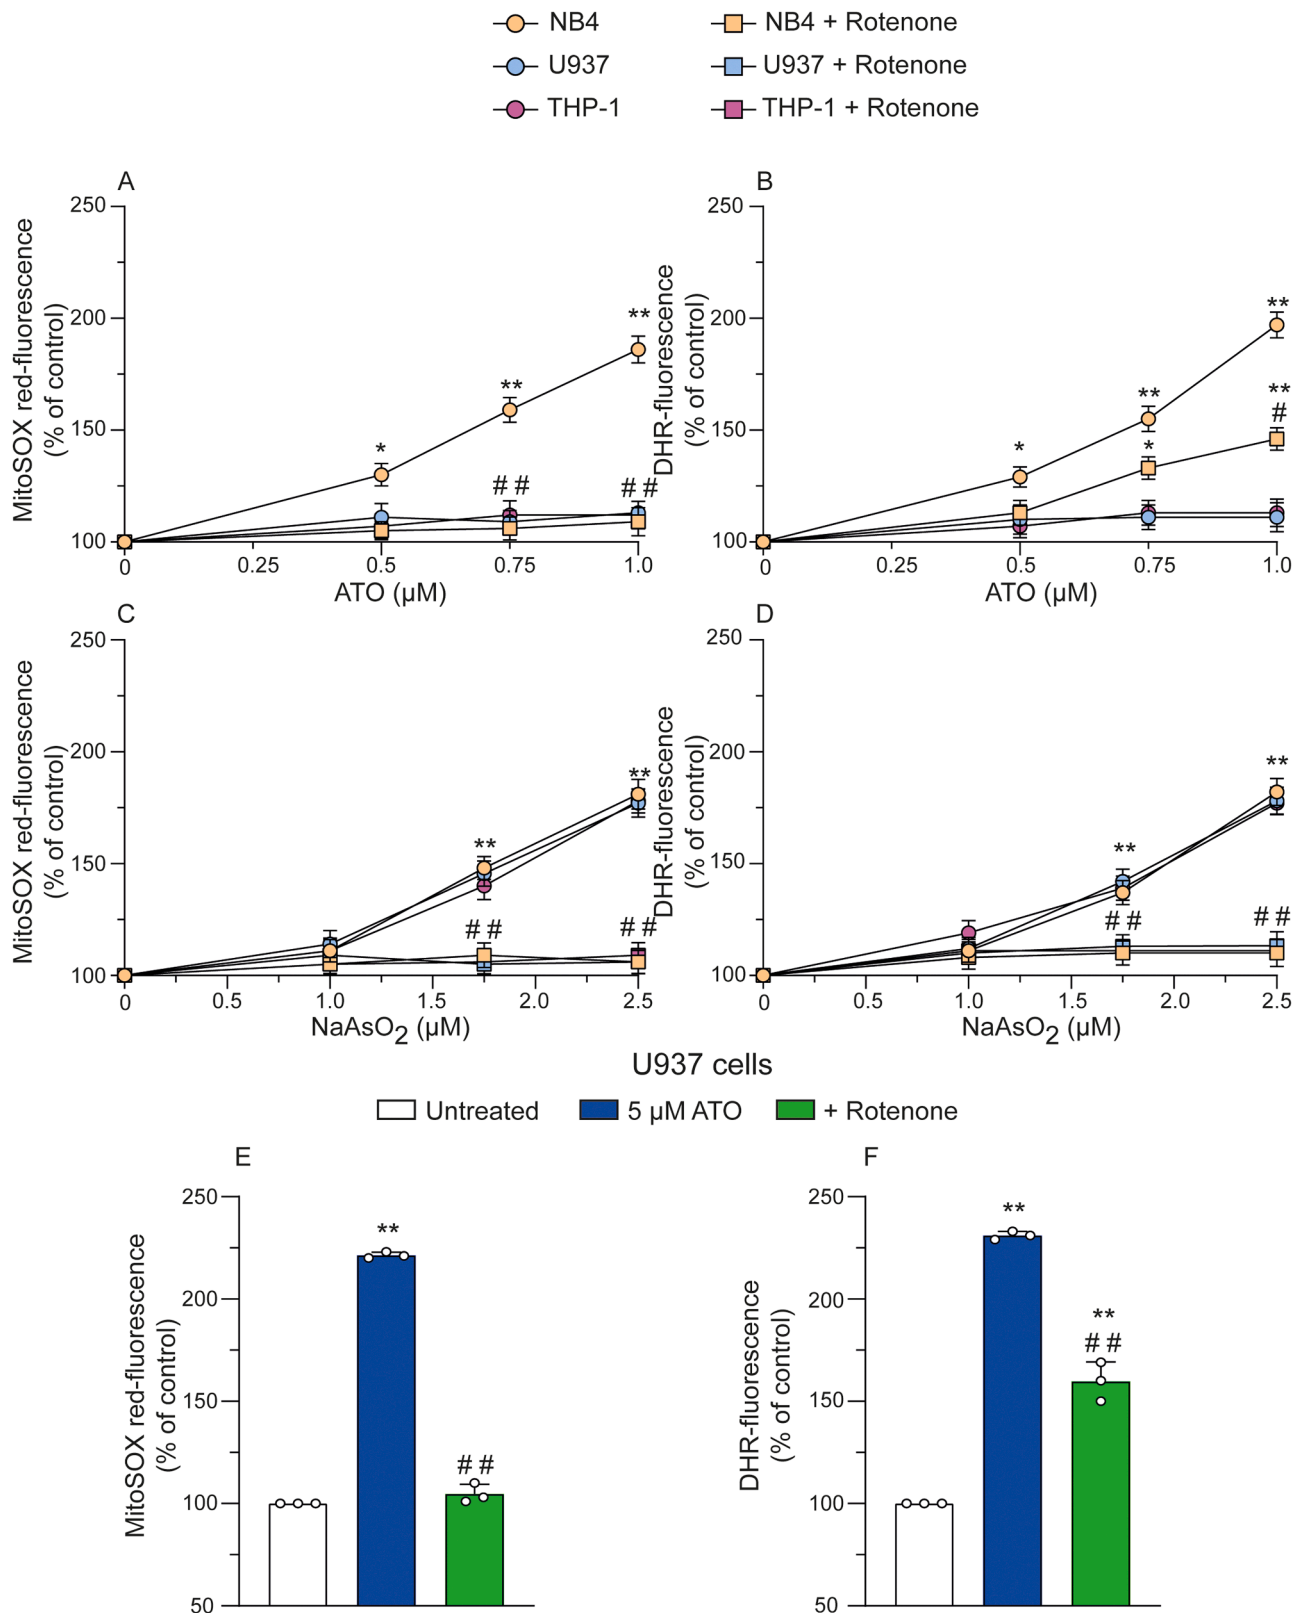 NB4
NB4 + Rotenone
U937
U937 + Rotenone
THP-1
THP-1 + Rotenone
A
B
MitoSOX red-fluorescence
(% of control)
250
200
150
100
*
**
**
# #
# #
0
0.25
0.5
0.75
1.0
ATO (µM)
DHR-fluorescence
(% of control)
250
200
150
100
*
**
*
**
**
#
0
0.25
0.5
0.75
1.0
ATO (µM)
C
D
MitoSOX red-fluorescence
(% of control)
250
200
150
100
**
**
# #
# #
0
0.5
1.0
1.5
2.0
2.5
NaAsO2 (µM)
DHR-fluorescence
(% of control)
250
200
150
100
**
**
# #
# #
0
0.5
1.0
1.5
2.0
2.5
NaAsO2 (µM)
U937 cells
Untreated
5 µM ATO
+ Rotenone
E
F
MitoSOX red-fluorescence
(% of control)
250
200
150
100
50
**
# #
DHR-fluorescence
(% of control)
250
200
150
100
50
**
**
# #